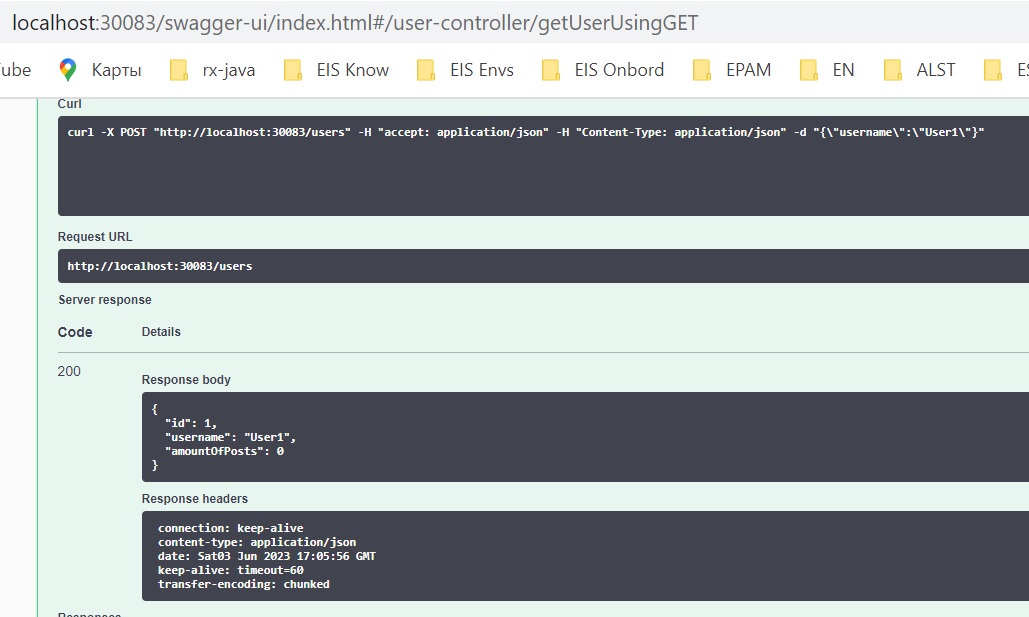 localhost:30083/swagger-ui/index.html#/user-controller/getUserUsingGET
ube Карты rx-java EIS Know EIS Envs EIS Onbord EPAM EN ALST ES
Curl
curl -X POST "http://localhost:30083/users" -H "accept: application/json" -H "Content-Type: application/json" -d "{\"username\":\"User1\"}"
Request URL
http://localhost:30083/users
Server response
Code Details
200
Response body
{
"id": 1,
"username": "User1",
"amountOfPosts": 0
}
Response headers
connection: keep-alive
content-type: application/json
date: Sat03 Jun 2023 17:05:56 GMT
keep-alive: timeout=60
transfer-encoding: chunked
Responses